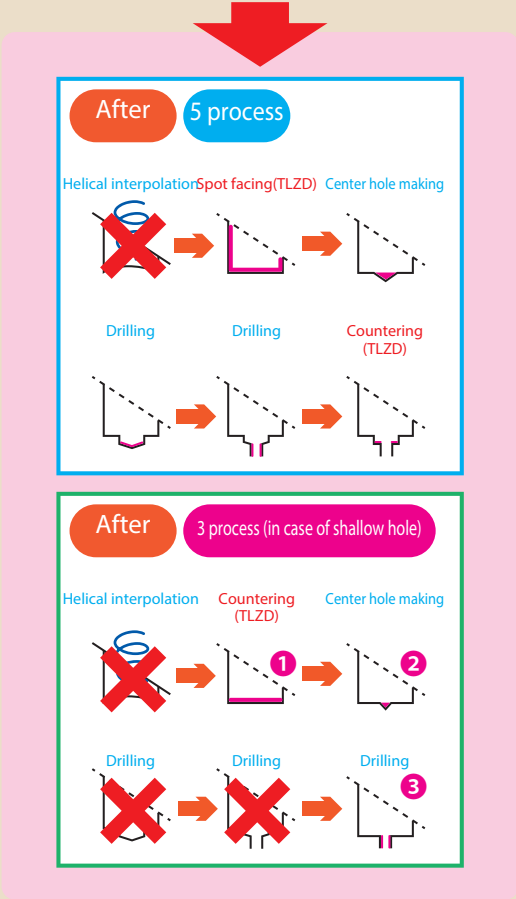 After
5 process
Helical interpolation
Spot facing(TLZD)
Center hole making
Drilling
Drilling
Countering
(TLZD)
After
3 process (in case of shallow hole)
Helical interpolation
Countering
(TLZD)
Center hole making
1
2
Drilling
Drilling
Drilling
3